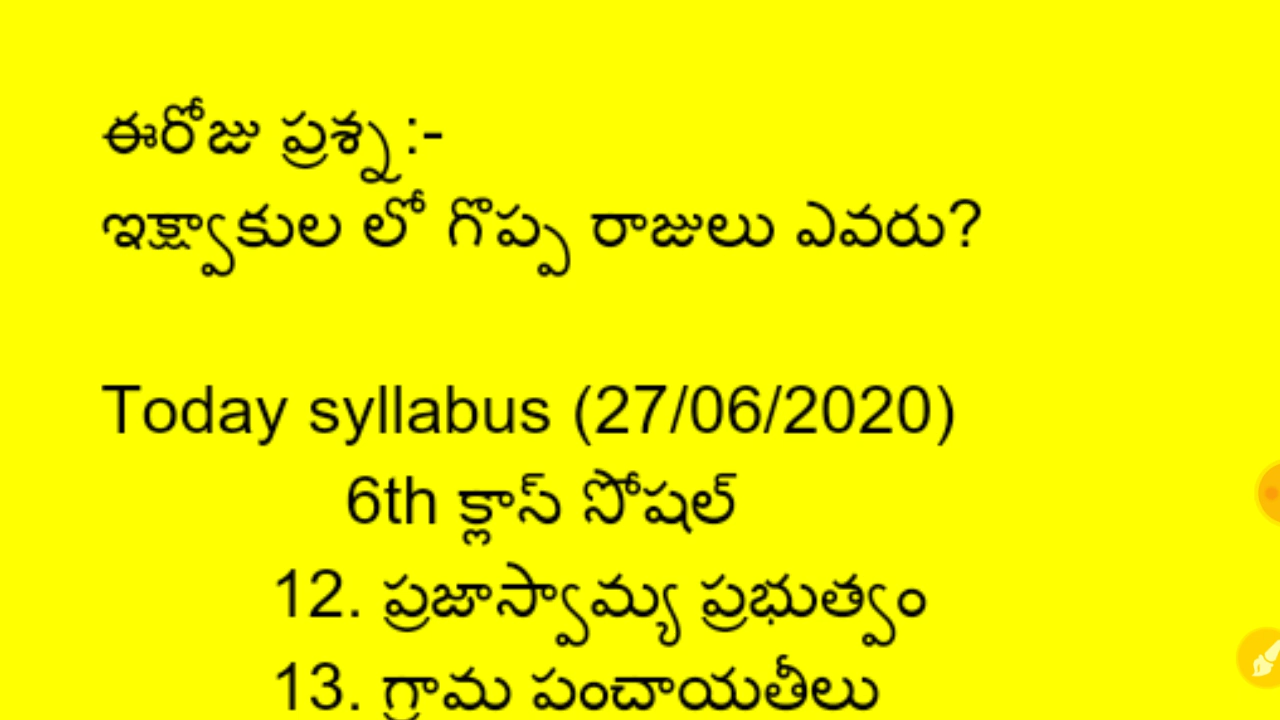 ఈరోజు ప్రశ్న :-
ఇక్ష్వాకుల లో గొప్ప రాజులు ఎవరు?
Today syllabus (27/06/2020)
6th క్లాస్ సోషల్
12. ప్రజాస్వామ్య ప్రభుత్వం
13. గ్రామ పంచాయతీలు